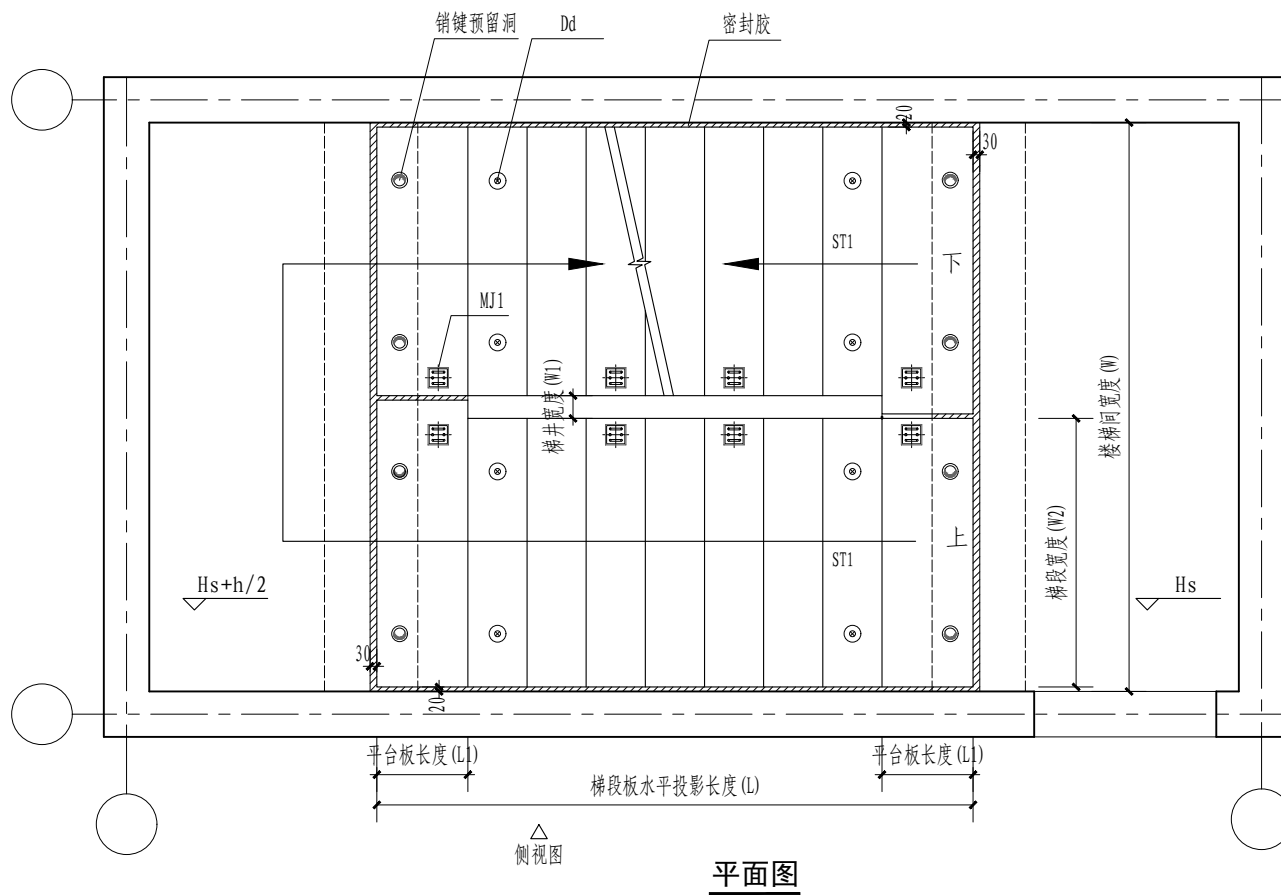 销键预留洞
Dd
密封胶
20
30
ST1
下
MJ1
梯井宽度(W1)
楼梯间宽度(W)
梯段宽度(W2)
上
ST1
Hs+h/2
Hs
30
20
平台板长度(L1)
平台板长度(L1)
梯段板水平投影长度(L)
侧视图
平面图